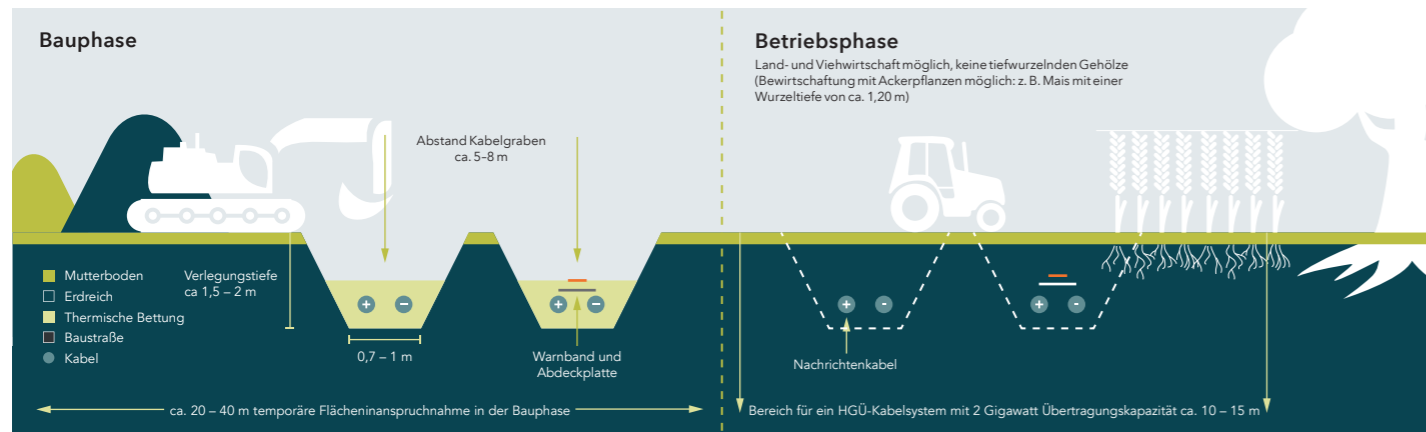 Bauphase
Abstand Kabelgraben
ca. 5–8 m
Mutterboden
Erdreich
Thermische Bettung
Baustraße
Kabel
Verlegungstiefe
ca 1,5 – 2 m
+
–
+
–
0,7 – 1 m
Warnband und
Abdeckplatte
ca. 20 – 40 m temporäre Flächeninanspruchnahme in der Bauphase
Betriebsphase
Land- und Viehwirtschaft möglich, keine tiefwurzelnden Gehölze
(Bewirtschaftung mit Ackerpflanzen möglich: z. B. Mais mit einer
Wurzeltiefe von ca. 1,20 m)
+
-
+
-
Nachrichtenkabel
Bereich für ein HGÜ-Kabelsystem mit 2 Gigawatt Übertragungskapazität ca. 10 – 15 m